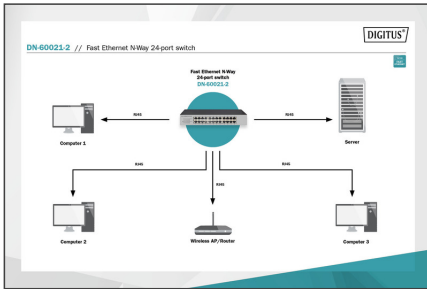 DIGITUS®
DN-60021-2 // Fast Ethernet N-Way 24-port switch
Fast Ethernet N-Way
24-port switch
DN-60021-2
RJ45
RJ45
Computer 1
Server
RJ45
RJ45
RJ45
Computer 2
Wireless AP/Router
Computer 3